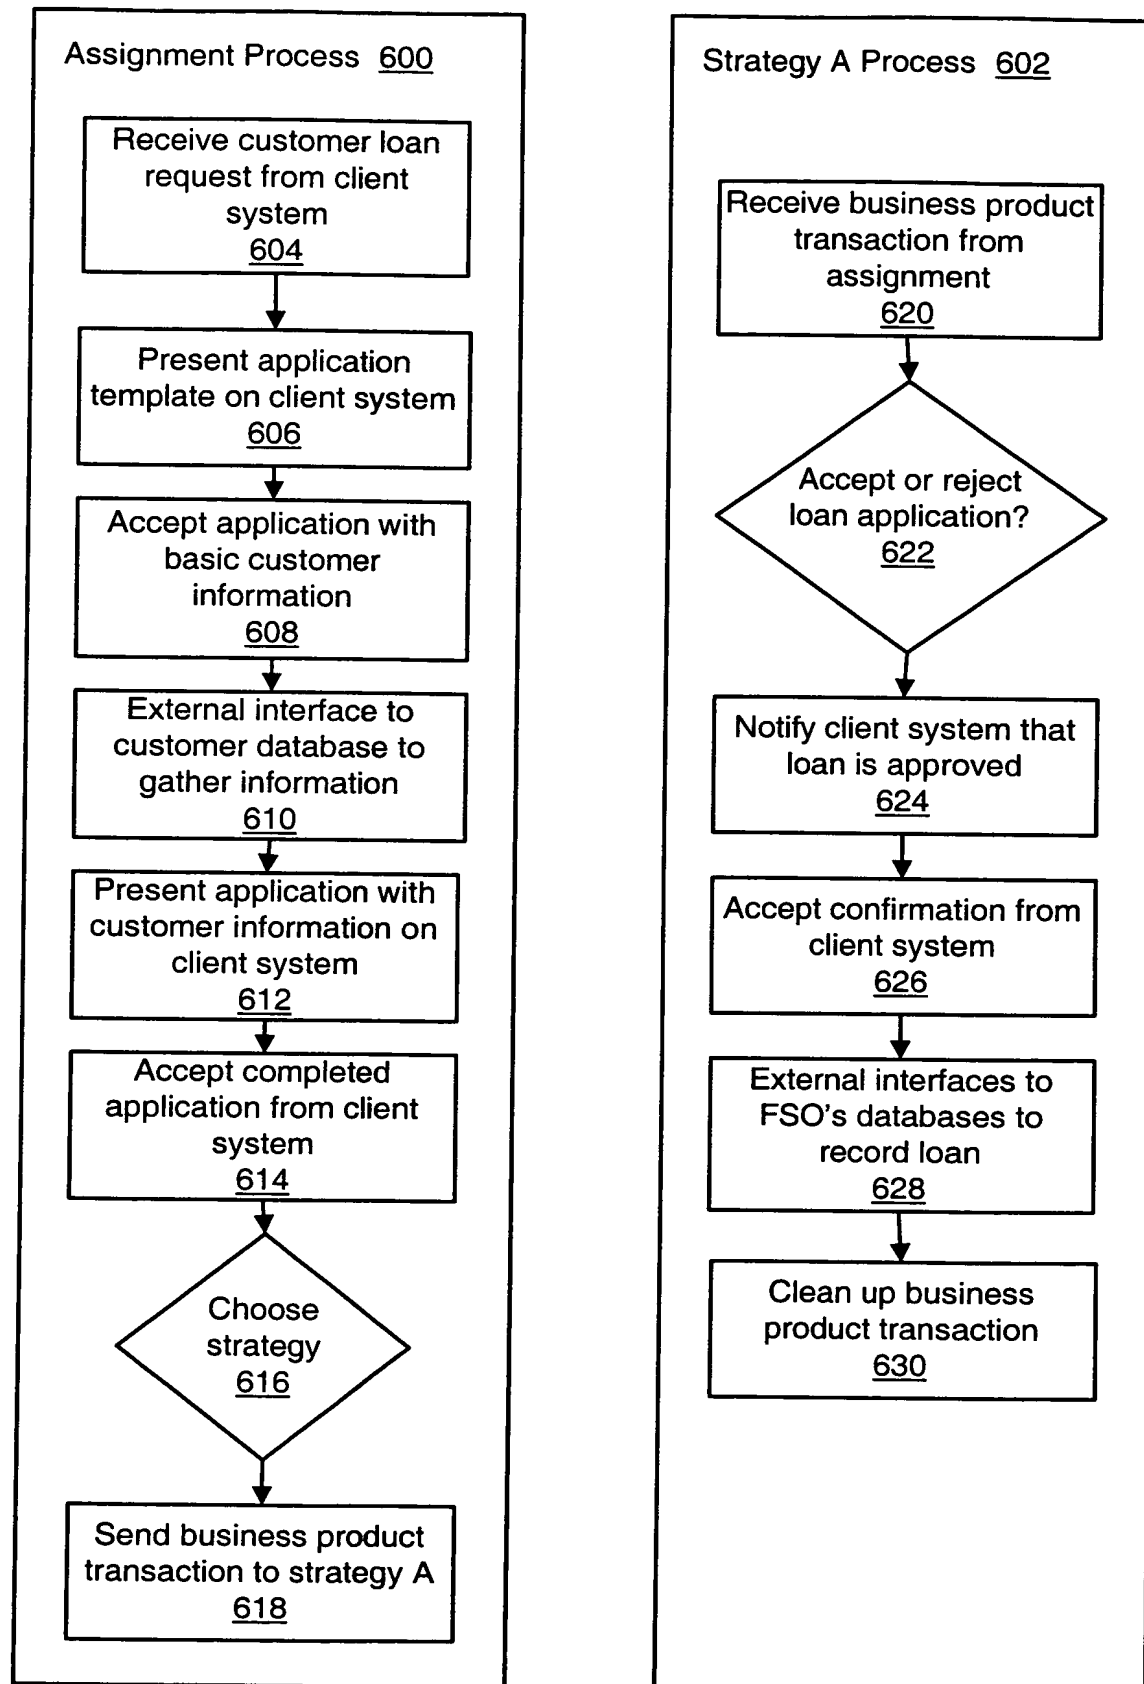 Assignment Process 600
Receive customer loan
request from client
system
604
Present application
template on client system
606
Accept application with
basic customer
information
608
External interface to
customer database to
gather information
610
Present application with
customer information on
client system
612
Accept completed
application from client
system
614
Choose
strategy
616
Send business product
transaction to strategy A
618
Strategy A Process 602
Receive business product
transaction from
assignment
620
Accept or reject
loan application?
622
Notify client system that
loan is approved
624
Accept confirmation from
client system
626
External interfaces to
FSO's databases to
record loan
628
Clean up business
product transaction
630